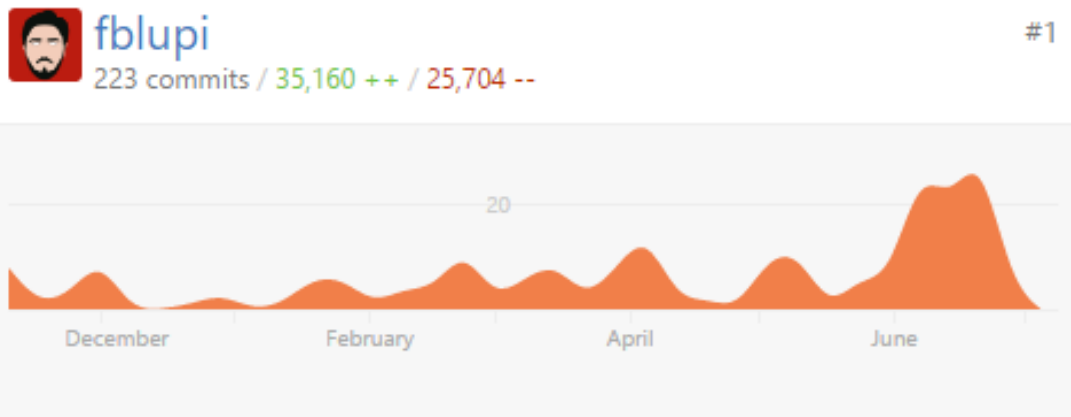 fblupi #1
223 commits / 35,160 ++ / 25,704 --
20
December February April June